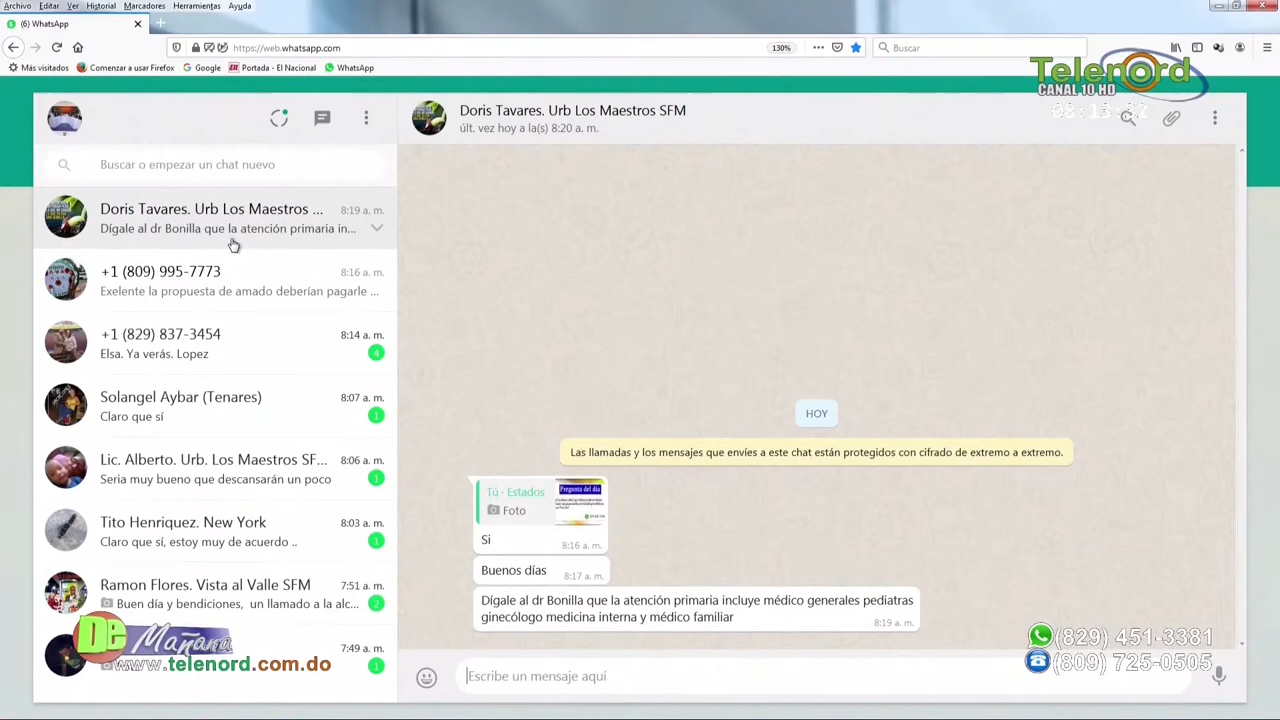 Archivo Editar Ver Historial Marcadores Herramientas Ayuda
(6) WhatsApp
https://web.whatsapp.com
130%
Buscar
Más visitados
Comenzar a usar Firefox
Google
Portada - El Nacional
WhatsApp
Telenord
CANAL 10 HD
Buscar o empezar un chat nuevo
Doris Tavares. Urb Los Maestros ...
8:19 a. m.
Dígale al dr Bonilla que la atención primaria in...
+1 (809) 995-7773
8:16 a. m.
Exelente la propuesta de amado deberían pagarle ...
+1 (829) 837-3454
8:14 a. m.
Elsa. Ya verás. Lopez
4
Solangel Aybar (Tenares)
8:07 a. m.
Claro que sí
1
Lic. Alberto. Urb. Los Maestros SF...
8:06 a. m.
Seria muy bueno que descansarán un poco
1
Tito Henriquez. New York
8:03 a. m.
Claro que sí, estoy muy de acuerdo ..
1
Ramon Flores. Vista al Valle SFM
7:51 a. m.
Buen día y bendiciones, un llamado a la alc...
2
7:49 a. m.
1
De Mañana
www.telenord.com.do
Doris Tavares. Urb Los Maestros SFM
últ. vez hoy a la(s) 8:20 a. m.
HOY
Las llamadas y los mensajes que envíes a este chat están protegidos con cifrado de extremo a extremo.
Tú · Estados
Foto
Pregunta del día
Si
8:16 a. m.
Buenos días
8:17 a. m.
Dígale al dr Bonilla que la atención primaria incluye médico generales pediatras
ginecólogo medicina interna y médico familiar
8:19 a. m.
Escribe un mensaje aquí
(829) 451-3381
(809) 725-0505